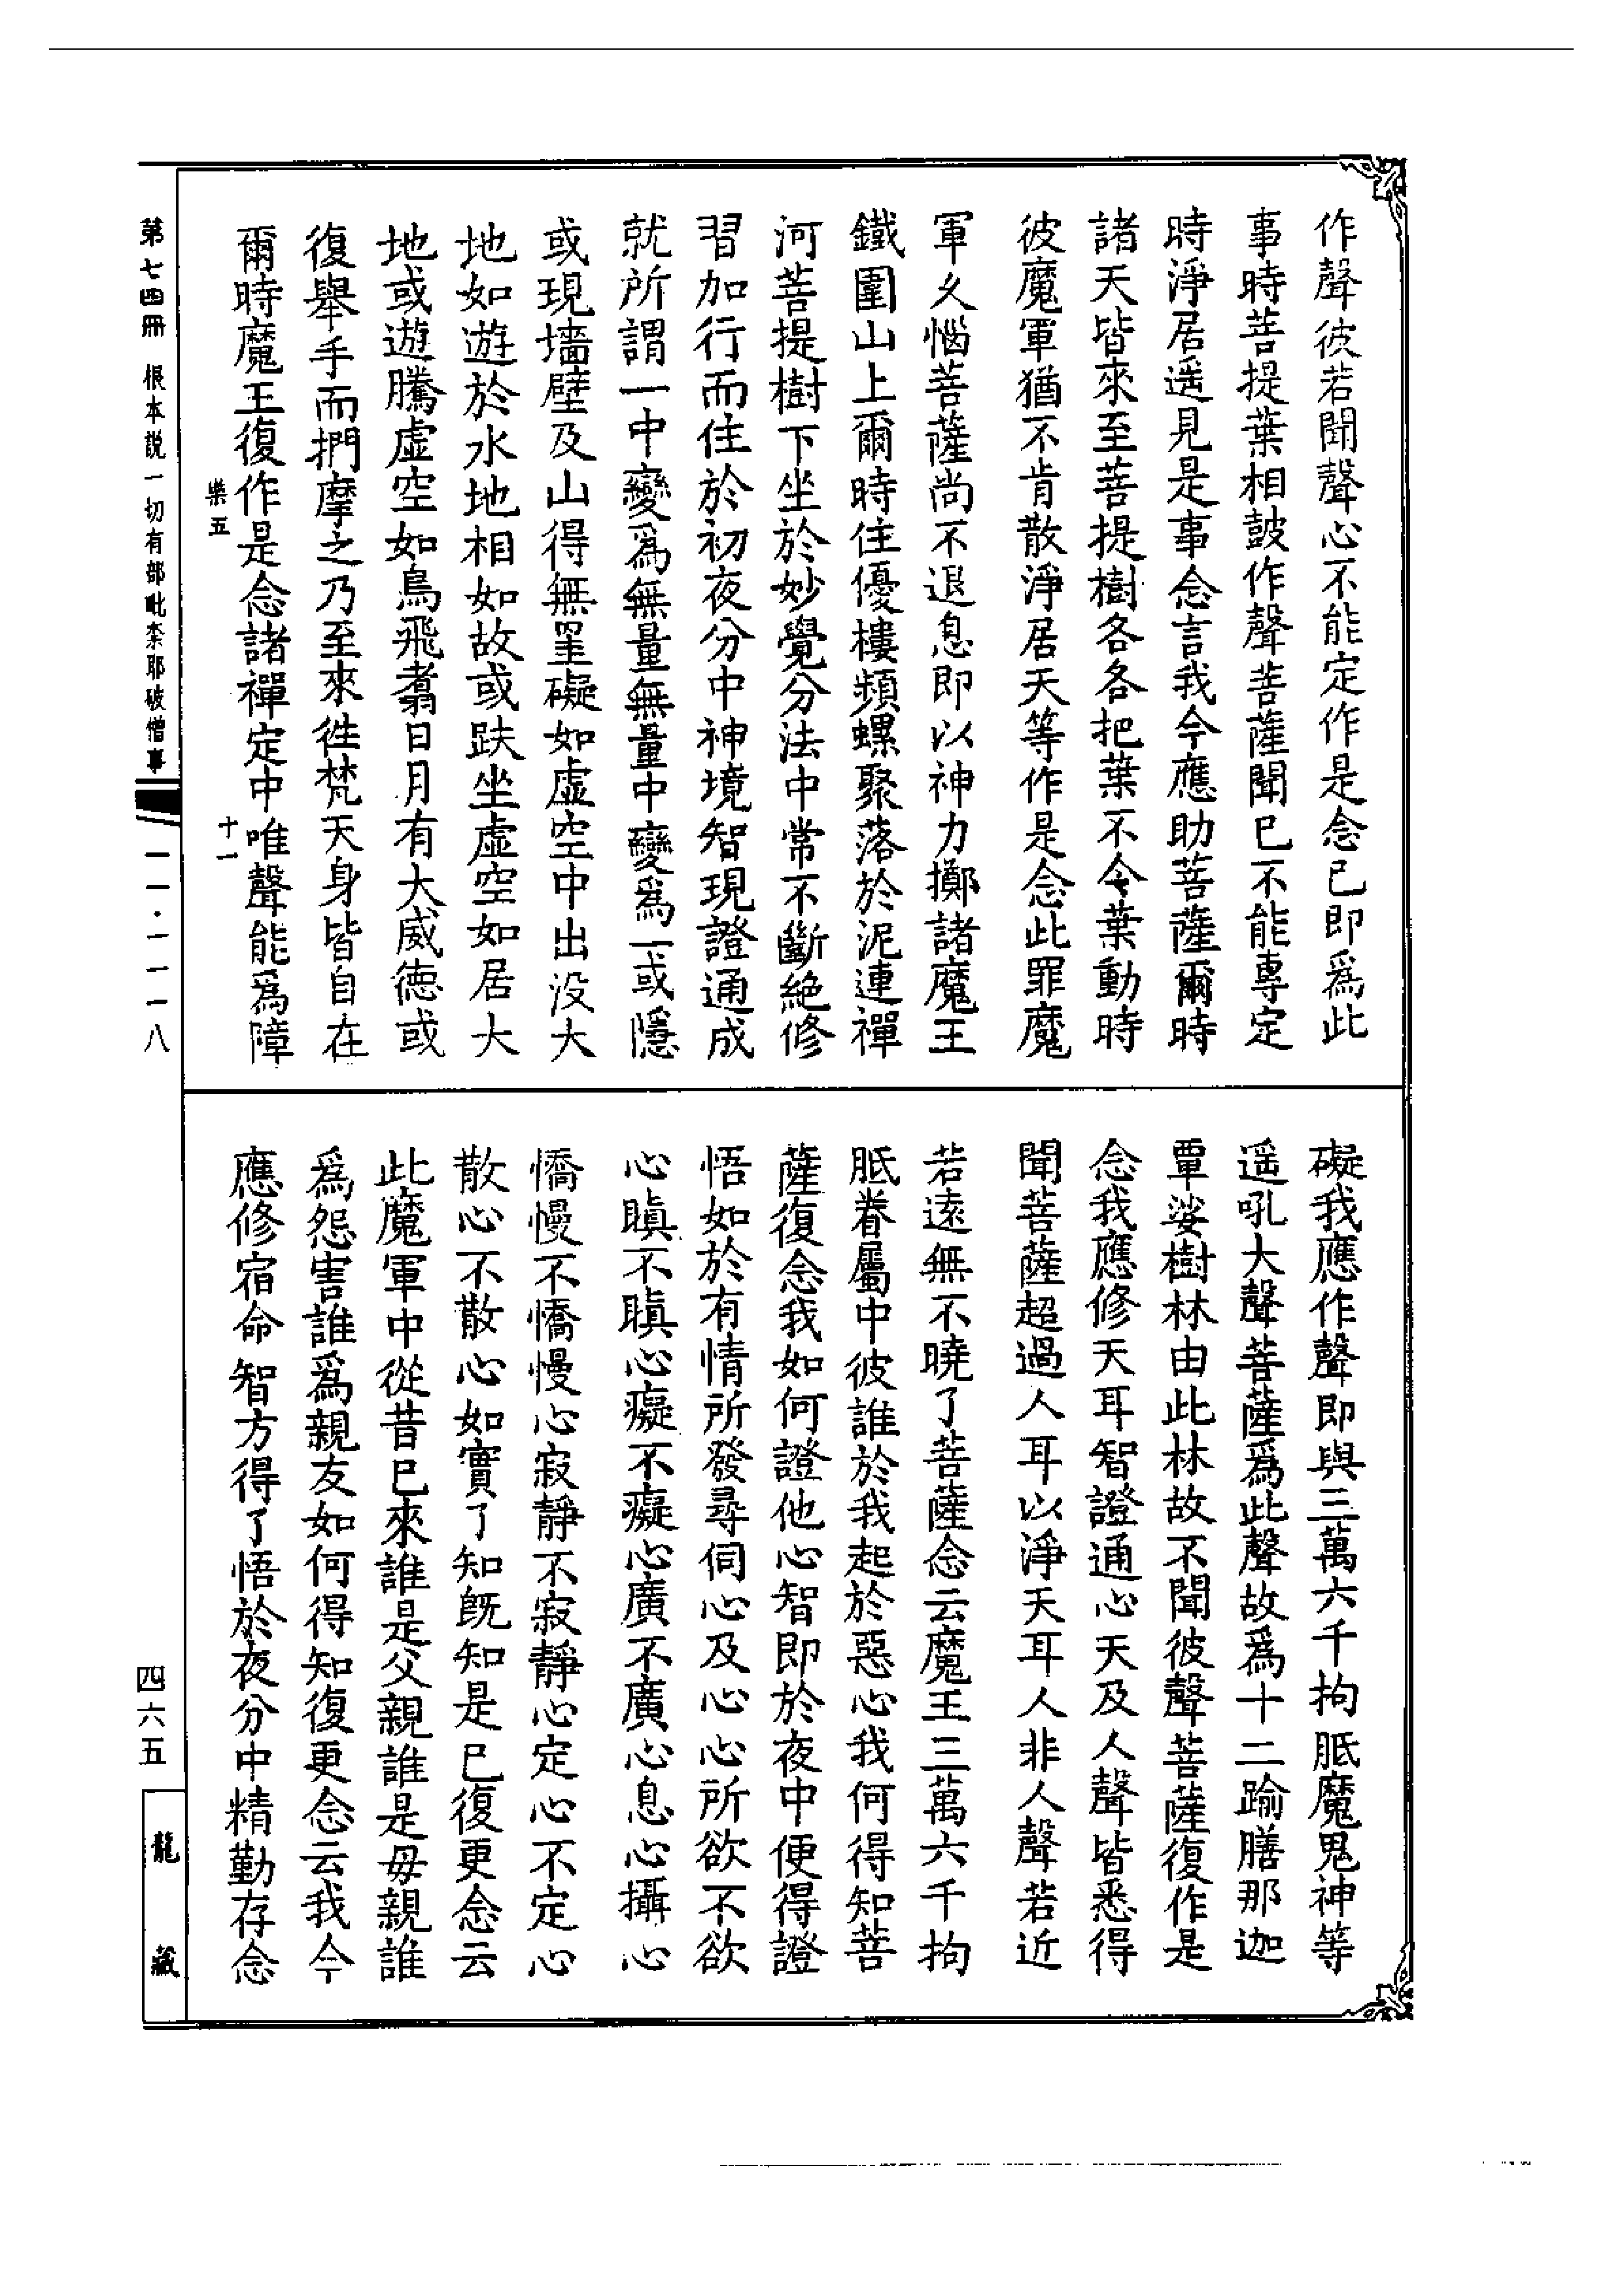 作聲彼若聞聲心不能定作是念已即爲此
事時菩提葉相鼓作聲菩薩聞已不能專定
時淨居遥見是事念言我今應助菩薩爾時
諸天皆來至菩提樹各各把葉不令葉動時
彼魔軍猶不肯散淨居天等作是念此罪魔
軍久惱菩薩尚不退息即以神力擲諸魔王
鐵圍山上爾時住優樓頻螺聚落於泥連禪
河菩提樹下坐於妙覺分法中常不斷絶修
習加行而住於初夜分中神境智現證通成
就所謂一中變爲無量無量中變爲一或隱
或現墻壁及山得無罣礙如虚空中出没大
地如遊於水地相如故或趺坐虚空如居大
地或遊騰虚空如鳥飛翥日月有大威德或
復舉手而捫摩之乃至來徃梵天身皆自在
爾時魔王復作是念諸禪定中唯聲能爲障
樂五
十一
第七四冊 根本説一切有部毗柰耶破僧事
一一·一一一八
礙我應作聲即與三萬六千拘胝魔鬼神等
遥吼大聲菩薩爲此聲故爲十二踰膳那迦
覃娑樹林由此林故不聞彼聲菩薩復作是
念我應修天耳智證通心天及人聲皆悉得
聞菩薩超過人耳以淨天耳人非人聲若近
若遠無不曉了菩薩念云魔王三萬六千拘
胝眷屬中彼誰於我起於惡心我何得知菩
薩復念我如何證他心智即於夜中便得證
悟如於有情所發尋伺心及心心所欲不欲
心瞋不瞋心癡不癡心廣不廣心息心攝心
憍慢不憍慢心寂靜不寂靜心定心不定心
散心不散心如實了知旣知是已復更念云
此魔軍中從昔已來誰是父親誰是毋親誰
爲怨害誰爲親友如何得知復更念云我今
應修宿命智方得了悟於夜分中精勤存念
四六五
龍藏